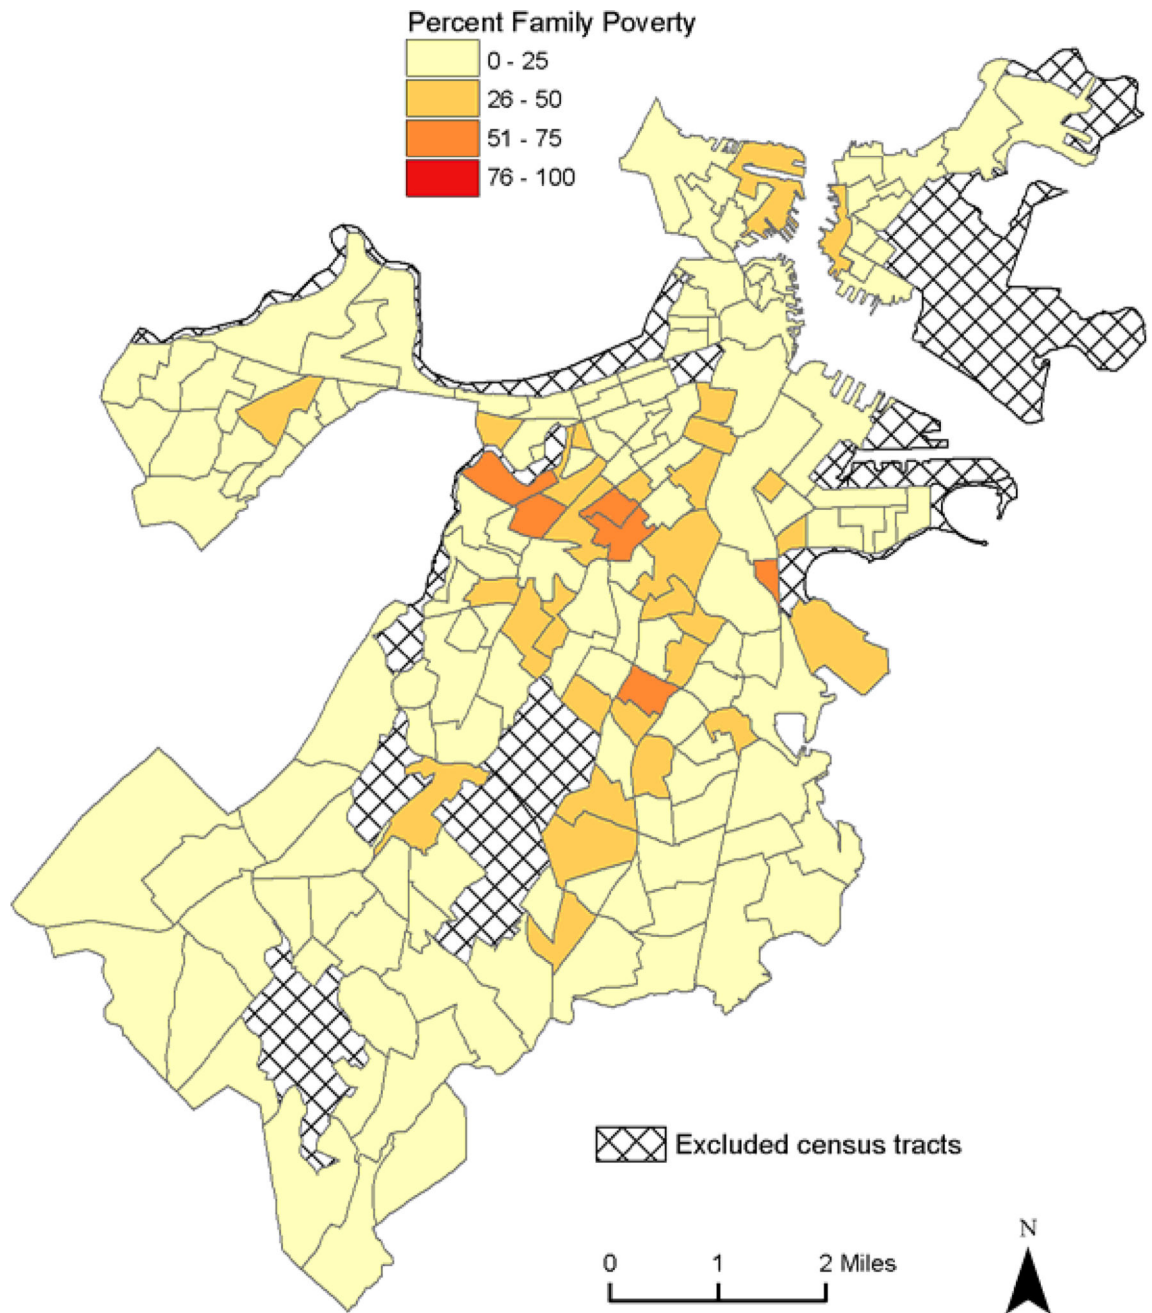 Percent Family Poverty
0 - 25
26 - 50
51 - 75
76 - 100
Excluded census tracts
N
0 1 2 Miles